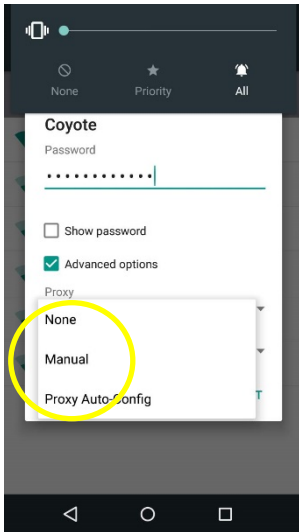 None
Priority
All
Coyote
Password
••••••••••••
Show password
Advanced options
Proxy
None
Manual
Proxy Auto-Config
T